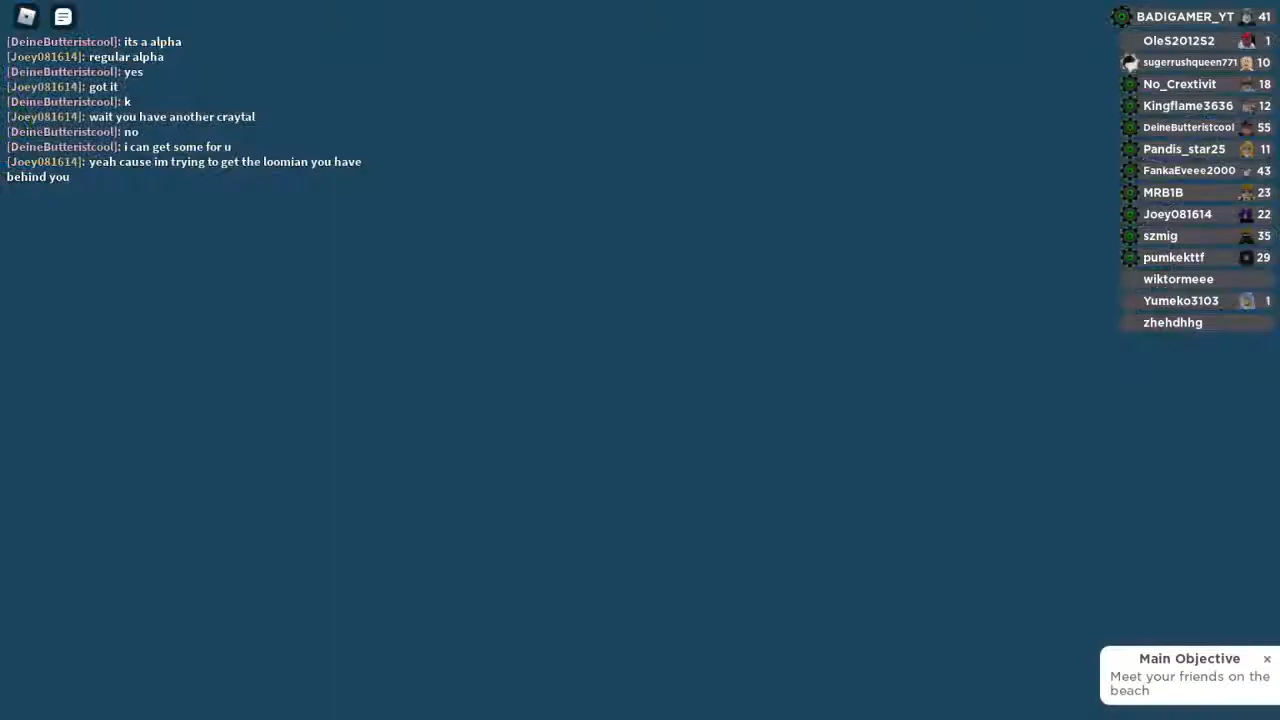 [DeineButteristcool]: its a alpha
[Joey081614]: regular alpha
[DeineButteristcool]: yes
[Joey081614]: got it
[DeineButteristcool]: k
[Joey081614]: wait you have another craytal
[DeineButteristcool]: no
[DeineButteristcool]: i can get some for u
[Joey081614]: yeah cause im trying to get the loomian you have
behind you
BADIGAMER_YT 41
OleS2012S2 1
sugerrushqueen771 10
No_Crextivit 18
Kingflame3636 12
DeineButteristcool 55
Pandis_star25 11
FankaEveee2000 43
MRB1B 23
Joey081614 22
szmig 35
pumkekttf 29
wiktormeee
Yumeko3103 1
zhehdhhg
Main Objective ×
Meet your friends on the
beach